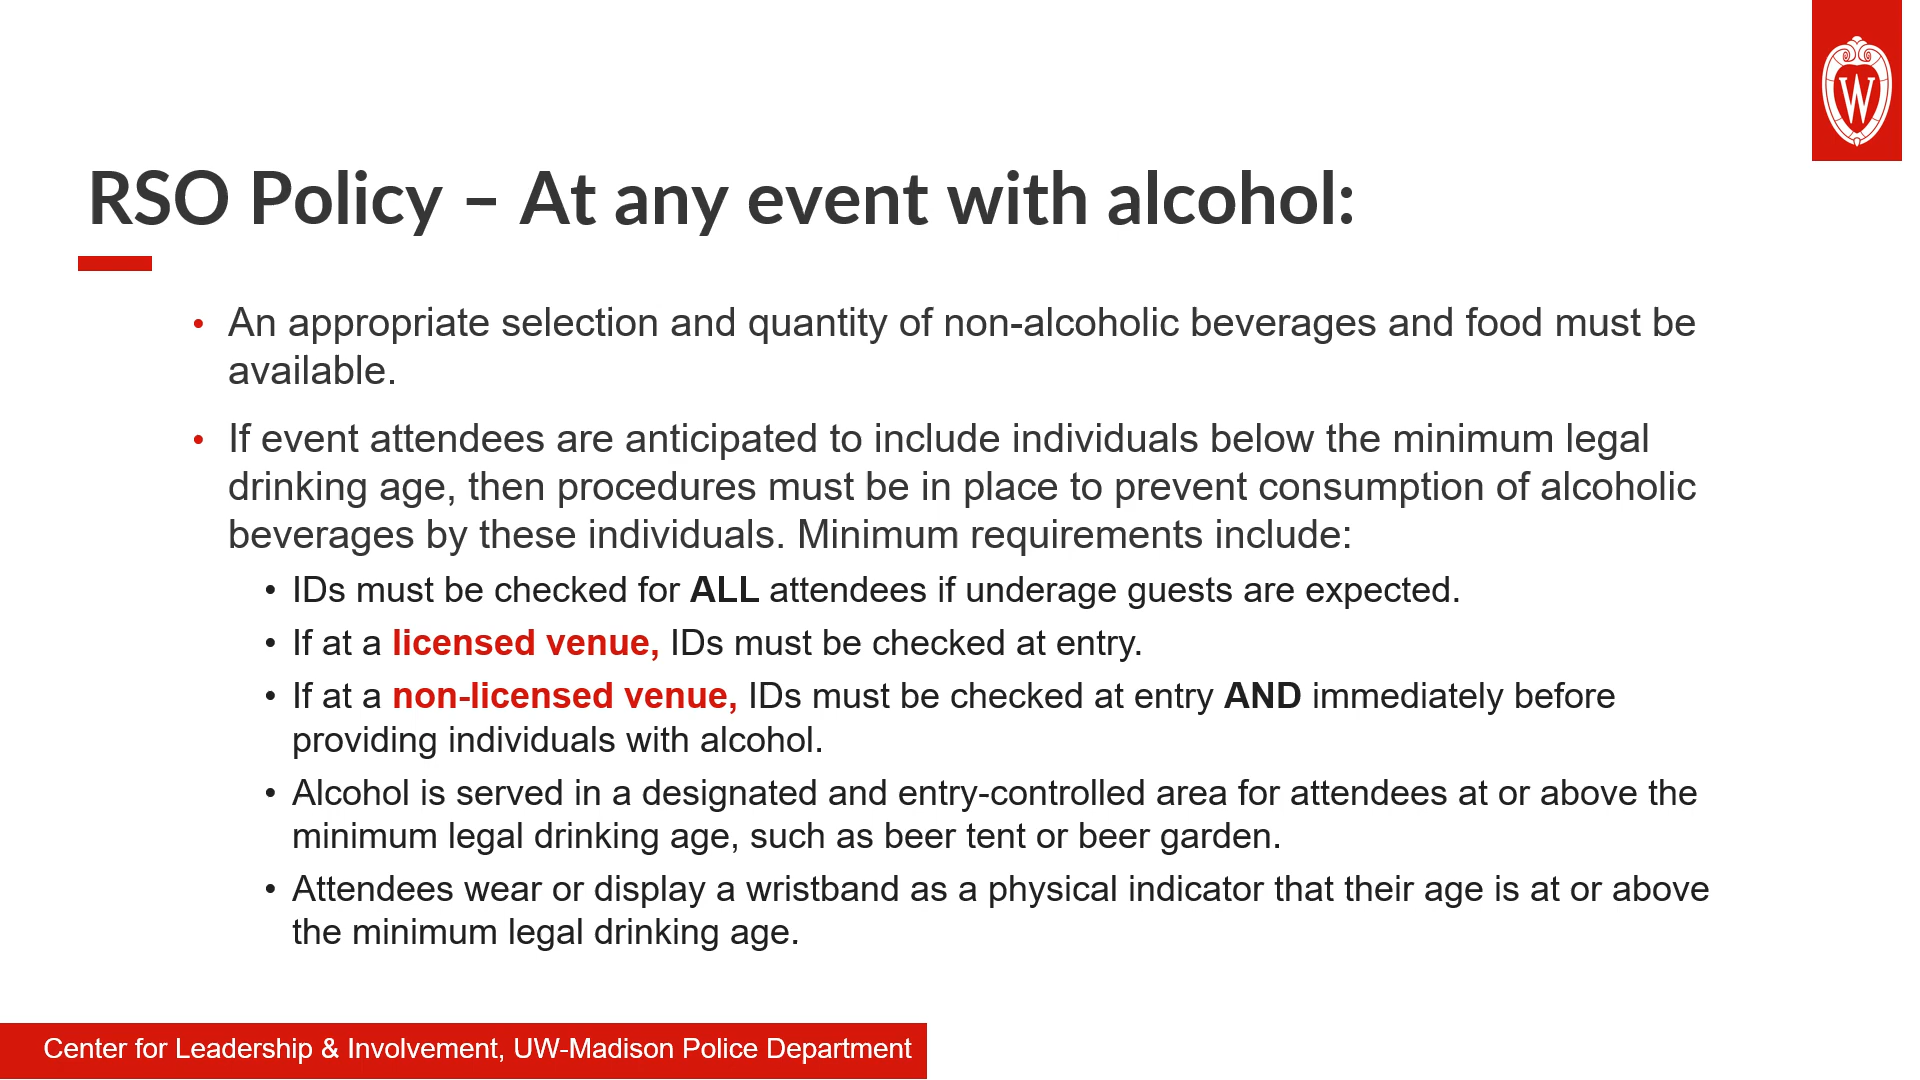 W
RSO Policy – At any event with alcohol:
• An appropriate selection and quantity of non-alcoholic beverages and food must be
available.
• If event attendees are anticipated to include individuals below the minimum legal
drinking age, then procedures must be in place to prevent consumption of alcoholic
beverages by these individuals. Minimum requirements include:
• IDs must be checked for ALL attendees if underage guests are expected.
• If at a licensed venue, IDs must be checked at entry.
• If at a non-licensed venue, IDs must be checked at entry AND immediately before
providing individuals with alcohol.
• Alcohol is served in a designated and entry-controlled area for attendees at or above the
minimum legal drinking age, such as beer tent or beer garden.
• Attendees wear or display a wristband as a physical indicator that their age is at or above
the minimum legal drinking age.
Center for Leadership & Involvement, UW-Madison Police Department